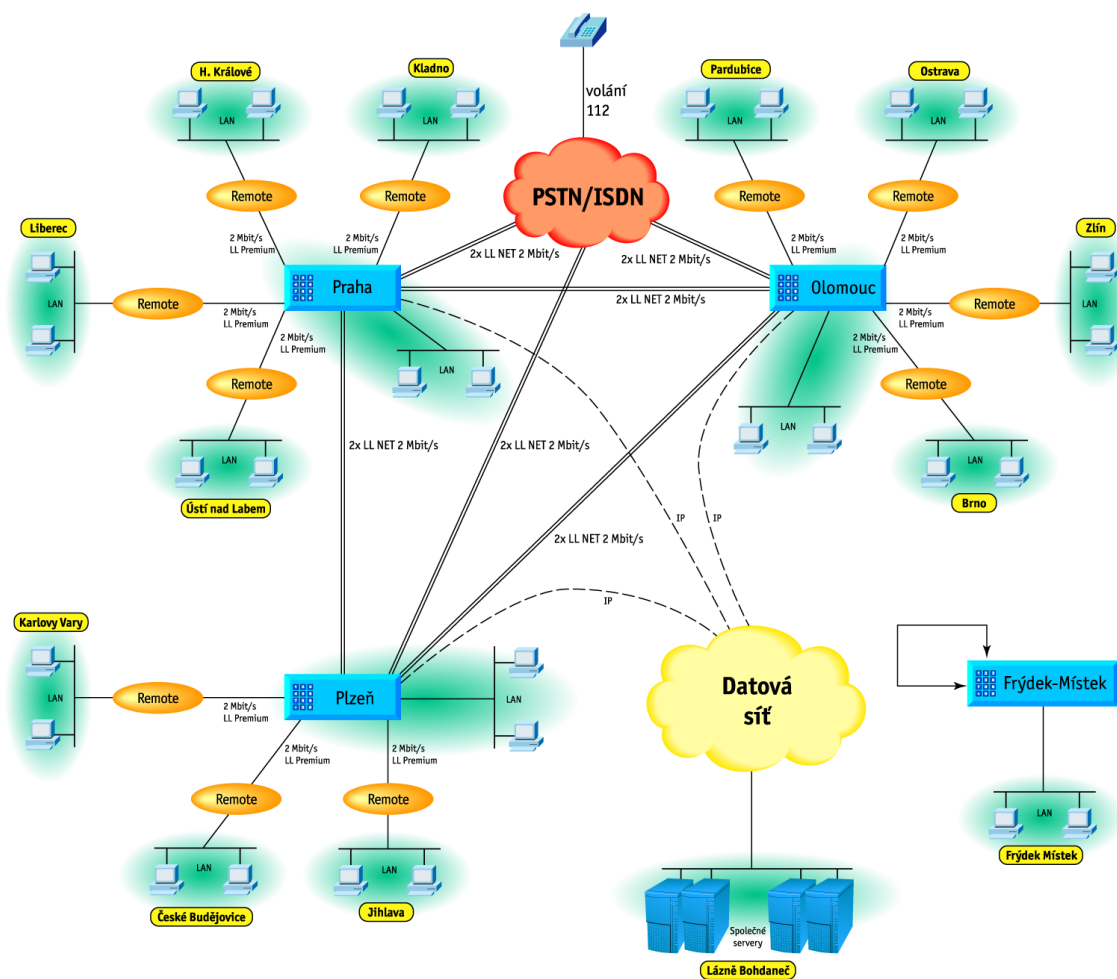 volání
112
H. Králové
LAN
Kladno
LAN
Pardubice
LAN
Ostrava
LAN
PSTN/ISDN
Remote
Remote
Remote
Remote
Liberec
LAN
Remote
2 Mbit/s
LL Premium
2 Mbit/s
LL Premium
2x LL NET 2 Mbit/s
2x LL NET 2 Mbit/s
2 Mbit/s
LL Premium
2 Mbit/s
LL Premium
Zlín
LAN
Remote
Praha
2x LL NET 2 Mbit/s
Olomouc
2 Mbit/s
LL Premium
2 Mbit/s
LL Premium
2 Mbit/s
LL Premium
2 Mbit/s
LL Premium
LAN
LAN
Remote
Remote
LAN
Ústí nad Labem
2x LL NET 2 Mbit/s
2x LL NET 2 Mbit/s
LAN
Brno
IP
IP
2x LL NET 2 Mbit/s
IP
Karlovy Vary
LAN
Remote
2 Mbit/s
LL Premium
Plzeň
LAN
2 Mbit/s
LL Premium
2 Mbit/s
LL Premium
Remote
Remote
LAN
České Budějovice
LAN
Jihlava
Datová
síť
Frýdek-Místek
LAN
Frýdek Místek
Společné
servery
Lázně Bohdaneč